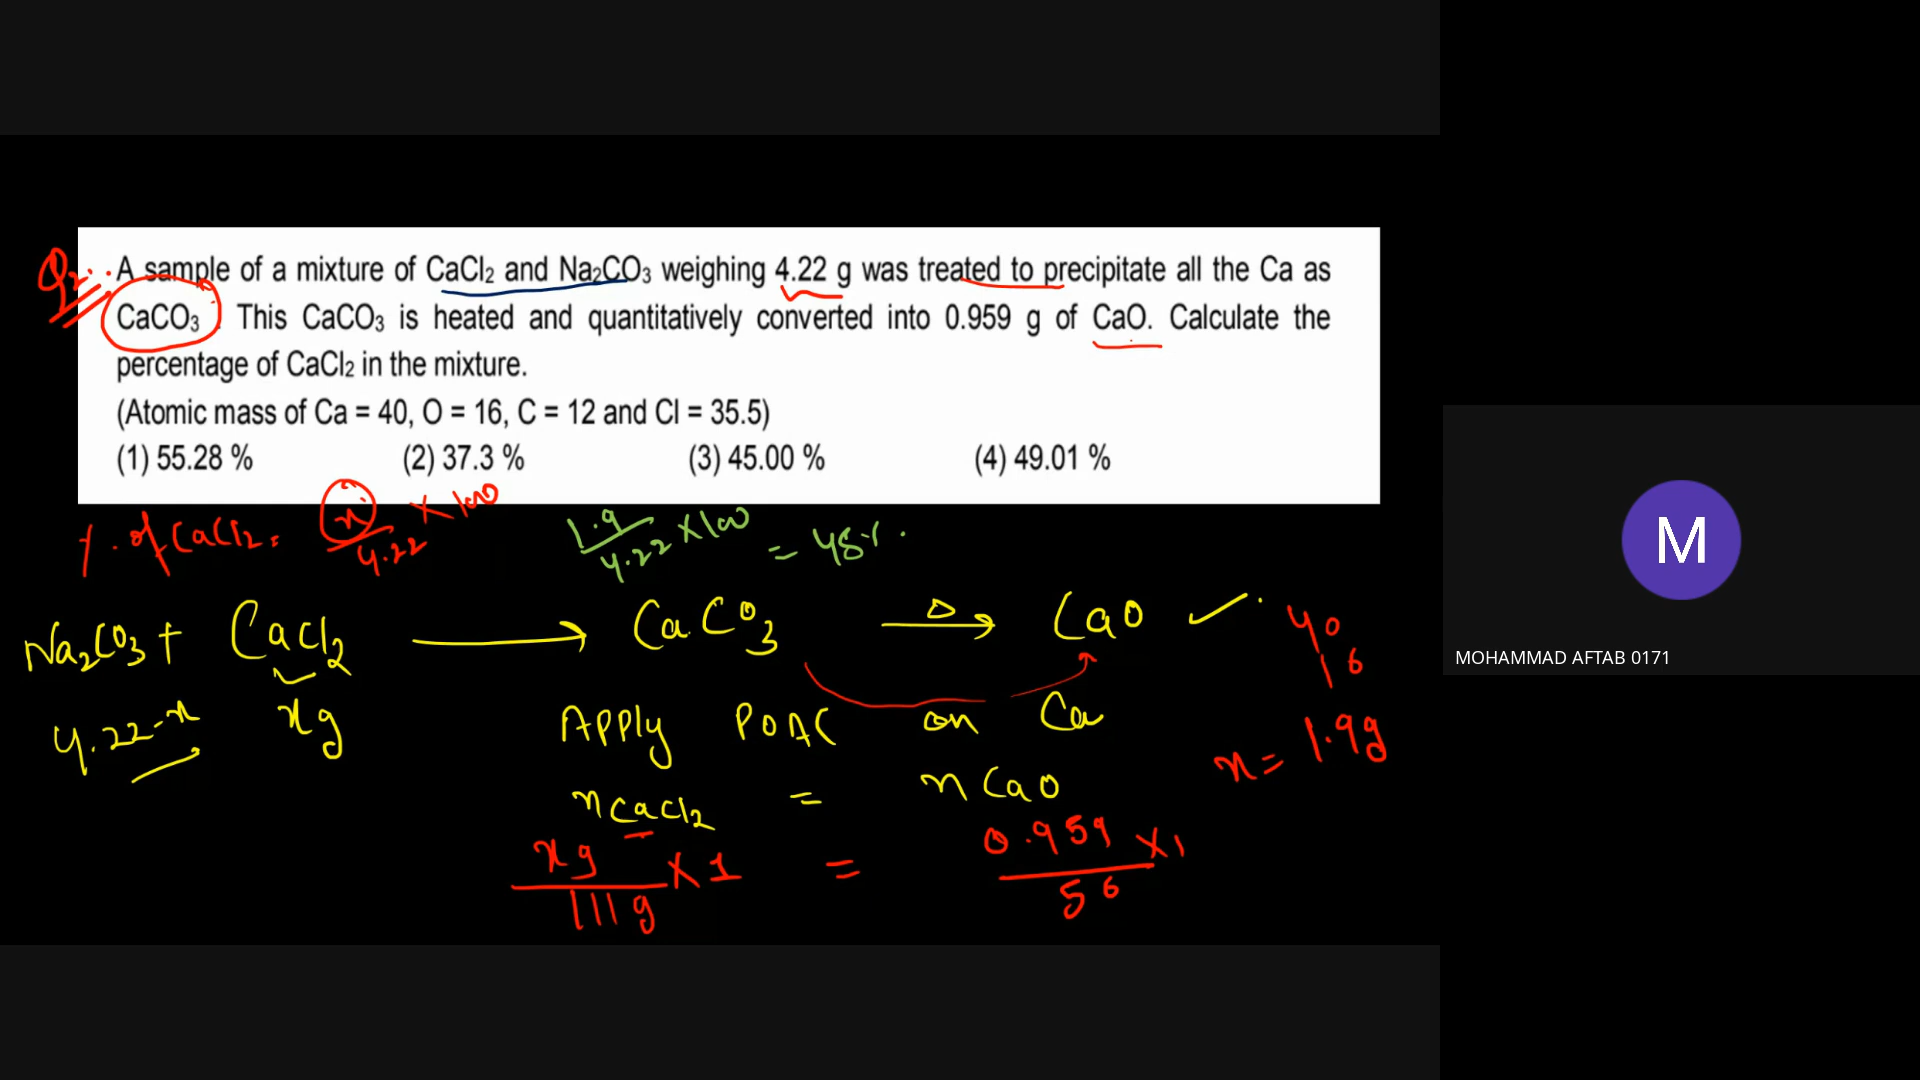 Q2:
A sample of a mixture of CaCl2 and Na2CO3 weighing 4.22 g was treated to precipitate all the Ca as
CaCO3. This CaCO3 is heated and quantitatively converted into 0.959 g of CaO. Calculate the
percentage of CaCl2 in the mixture.
(Atomic mass of Ca = 40, O = 16, C = 12 and Cl = 35.5)
(1) 55.28 % (2) 37.3 % (3) 45.00 % (4) 49.01 %
%. of CaCl2 = x/4.22 × 100 1.9/4.22 × 100 = 45%.
Na2CO3 + CaCl2 → CaCO3 Δ→ CaO ✓
40
16
4.22-x xg Apply POAC on Ca
x = 1.9g
nCaCl2 = nCaO
xg/111g × 1 = 0.959/56 × 1
M
MOHAMMAD AFTAB 0171